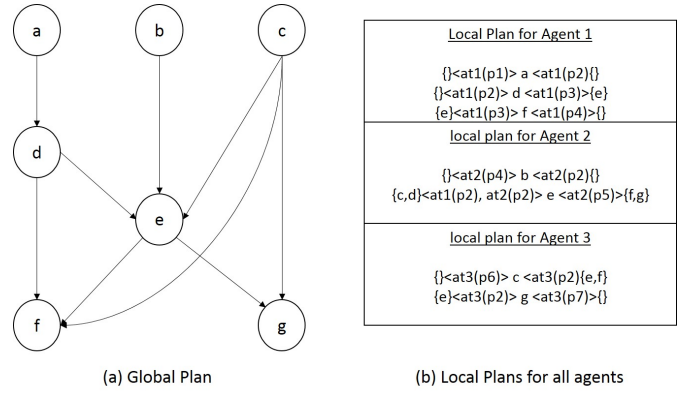 a
b
c
d
e
f
g
(a) Global Plan
Local Plan for Agent 1
{}<at1(p1)> a <at1(p2){}
{}<at1(p2)> d <at1(p3)>{e}
{e}<at1(p3)> f <at1(p4)>{}
local plan for Agent 2
{}<at2(p4)> b <at2(p2){}
{c,d}<at1(p2), at2(p2)> e <at2(p5)>{f,g}
local plan for Agent 3
{}<at3(p6)> c <at3(p2){e,f}
{e}<at3(p2)> g <at3(p7)>{}
(b) Local Plans for all agents